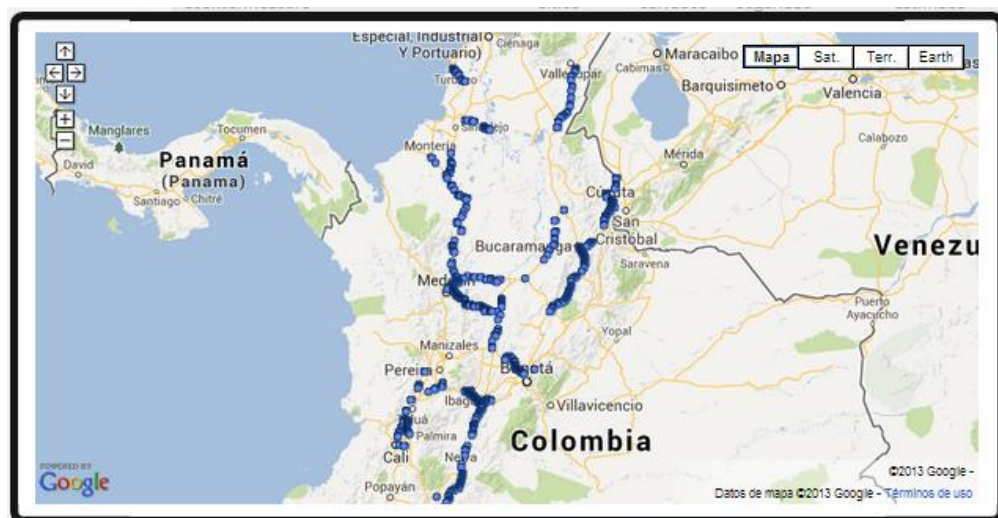 Especial, Industrial
Y Portuario)
Ciénaga
Maracaibo
Mapa
Sat.
Terr.
Earth
Cabimas
Barquisimeto
Valencia
Manglares
Tocumen
Montería
Calabozo
David
Panamá
(Panama)
Santiago
Chitré
Mérida
Cúcuta
San
Cristóbal
Bucaramanga
Saravena
Venezu
Medellín
Puerto
Ayacucho
Yopal
Manizales
Pereira
Bogotá
Ibagu
Villavicencio
Palmira
Colombia
Cali
Neiva
Popayán
POWERED BY
Google
©2013 Google -
Datos de mapa ©2013 Google - Términos de uso